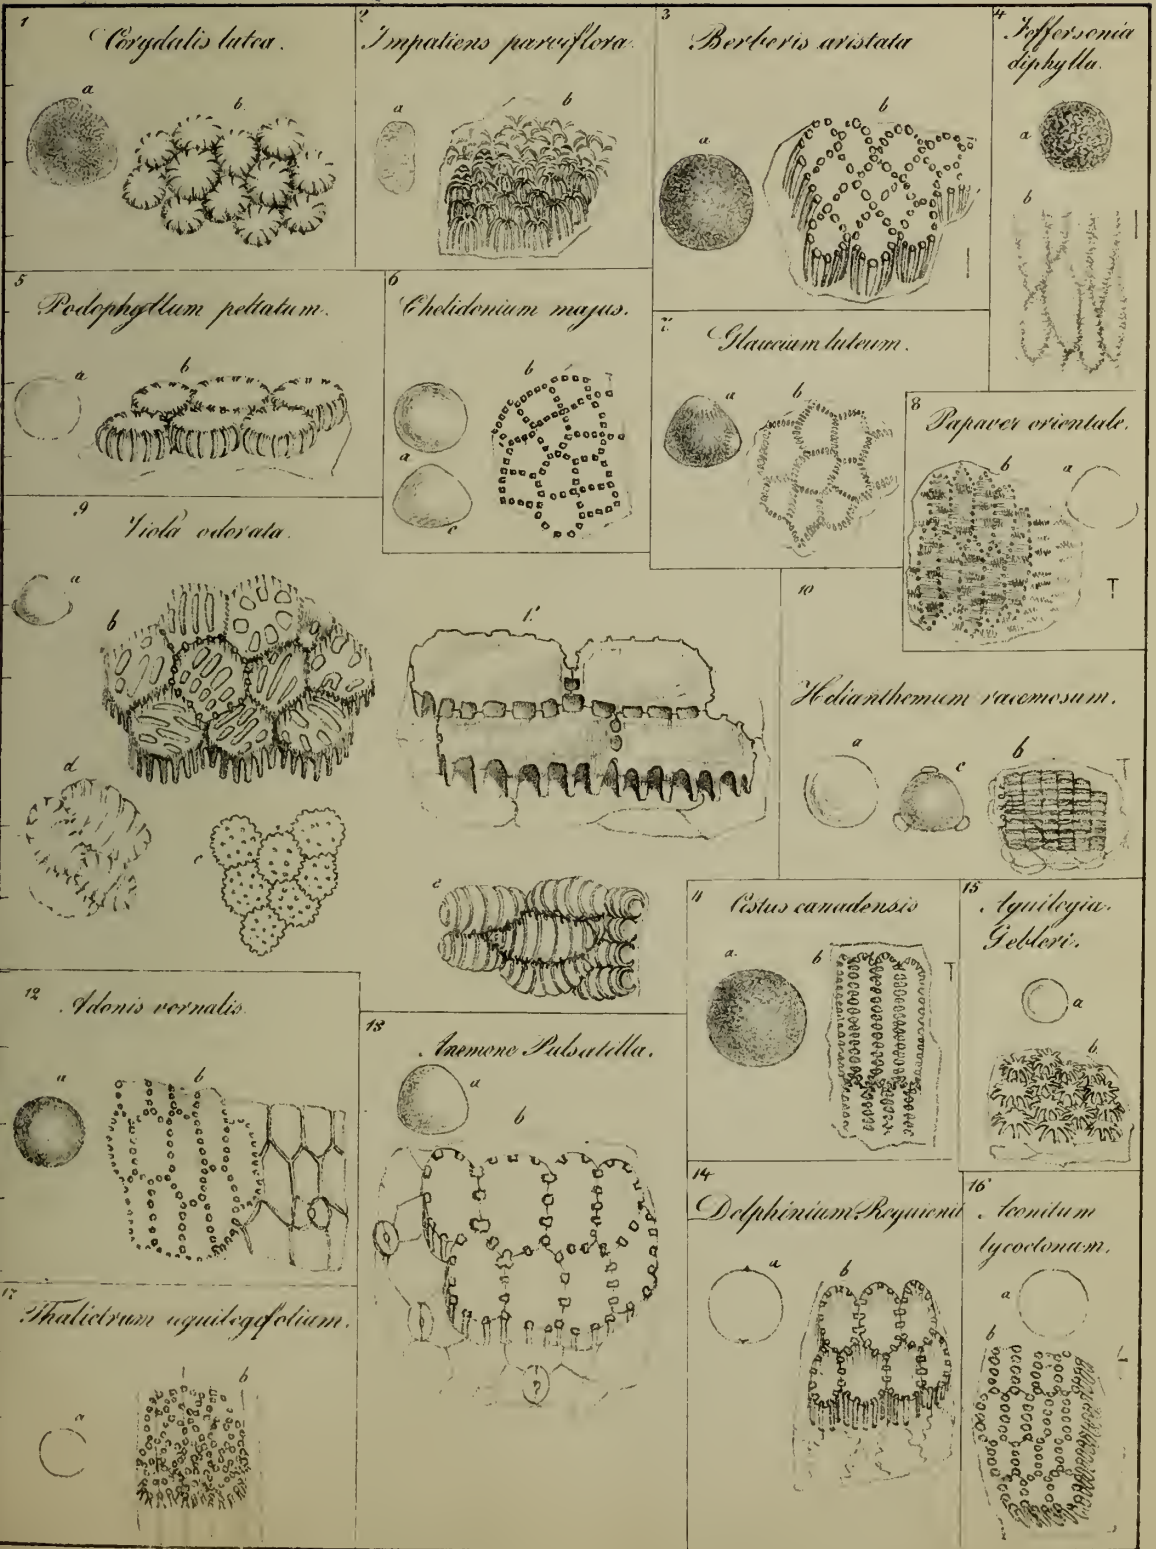 1
Corydalis lutea.
a
b.
2
Impatiens parviflora.
a
b
3
Berberis aristata
a.
b
4
Jeffersonia
diphylla.
a
b
5
Podophyllum peltatum.
a
b
6
Chelidonium majus.
b
a
c
7.
Glaucium luteum.
a
b
8
Papaver orientale.
b
a
9
Viola odorata.
a
b
f.
d
c
e
10
Helianthemum racemosum.
a
c
b
11
Cistus canadensis
a.
b
15
Aquilegia
Gebleri.
a
b.
12
Adonis vernalis.
a
b
13
Anemone Pulsatilla.
a
b
14
Delphinium Requienii
a
b
16
Aconitum
lycoctonum.
a
b
17
Thalictrum aquilegifolium.
a
b